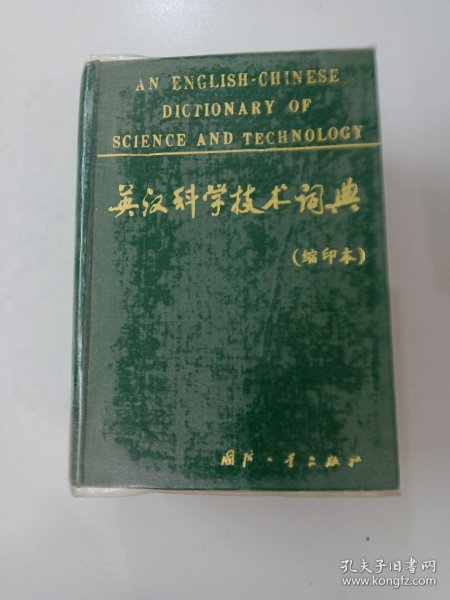 AN ENGLISH-CHINESE
DICTIONARY OF
SCIENCE AND TECHNOLOGY
英汉科学技术词典
(缩印本)
国防工业出版社
孔夫子旧书网
www.kongfz.com